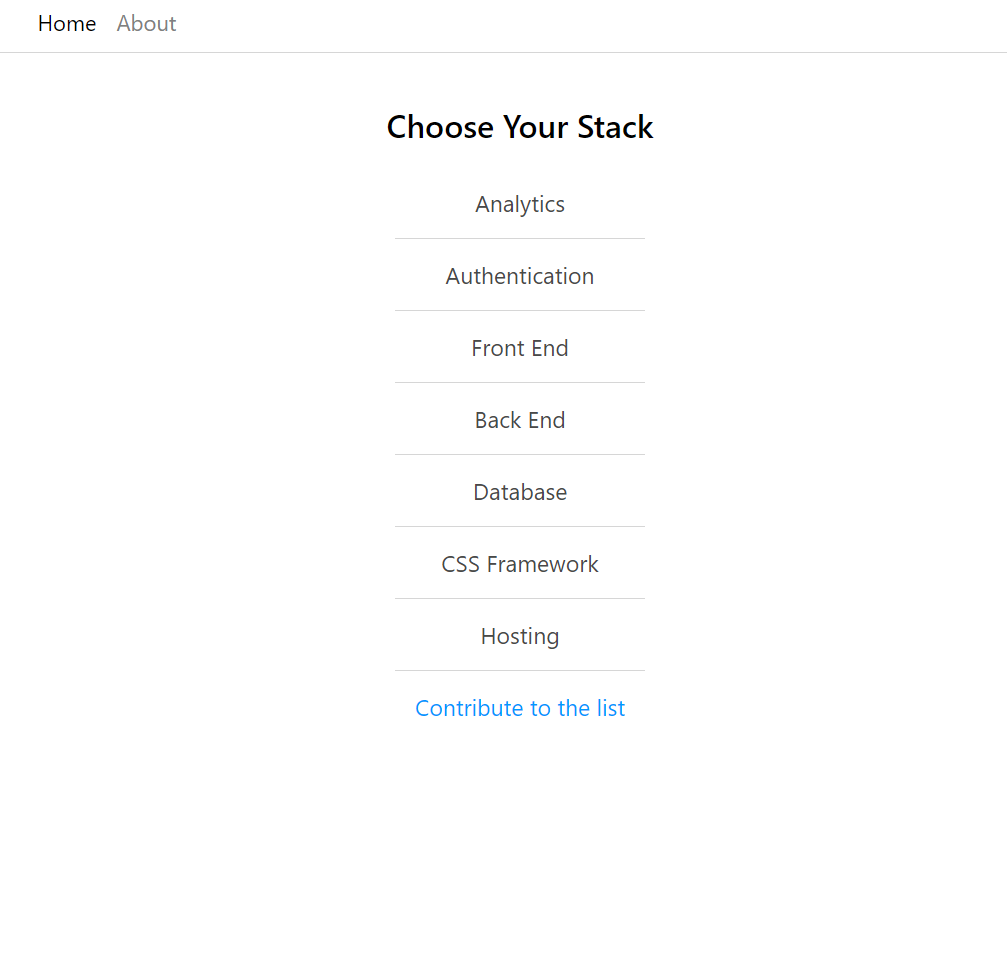 Home About
Choose Your Stack
Analytics
Authentication
Front End
Back End
Database
CSS Framework
Hosting
Contribute to the list